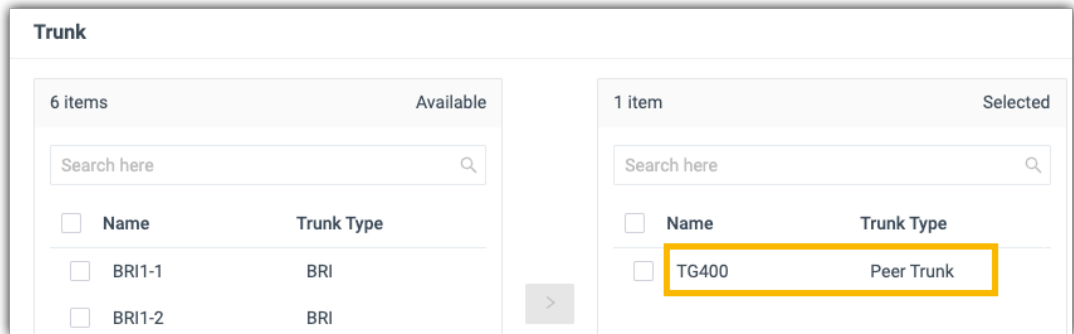 Trunk
6 items Available
Search here
Name Trunk Type
BRI1-1 BRI
BRI1-2 BRI
>
1 item Selected
Search here
Name Trunk Type
TG400 Peer Trunk